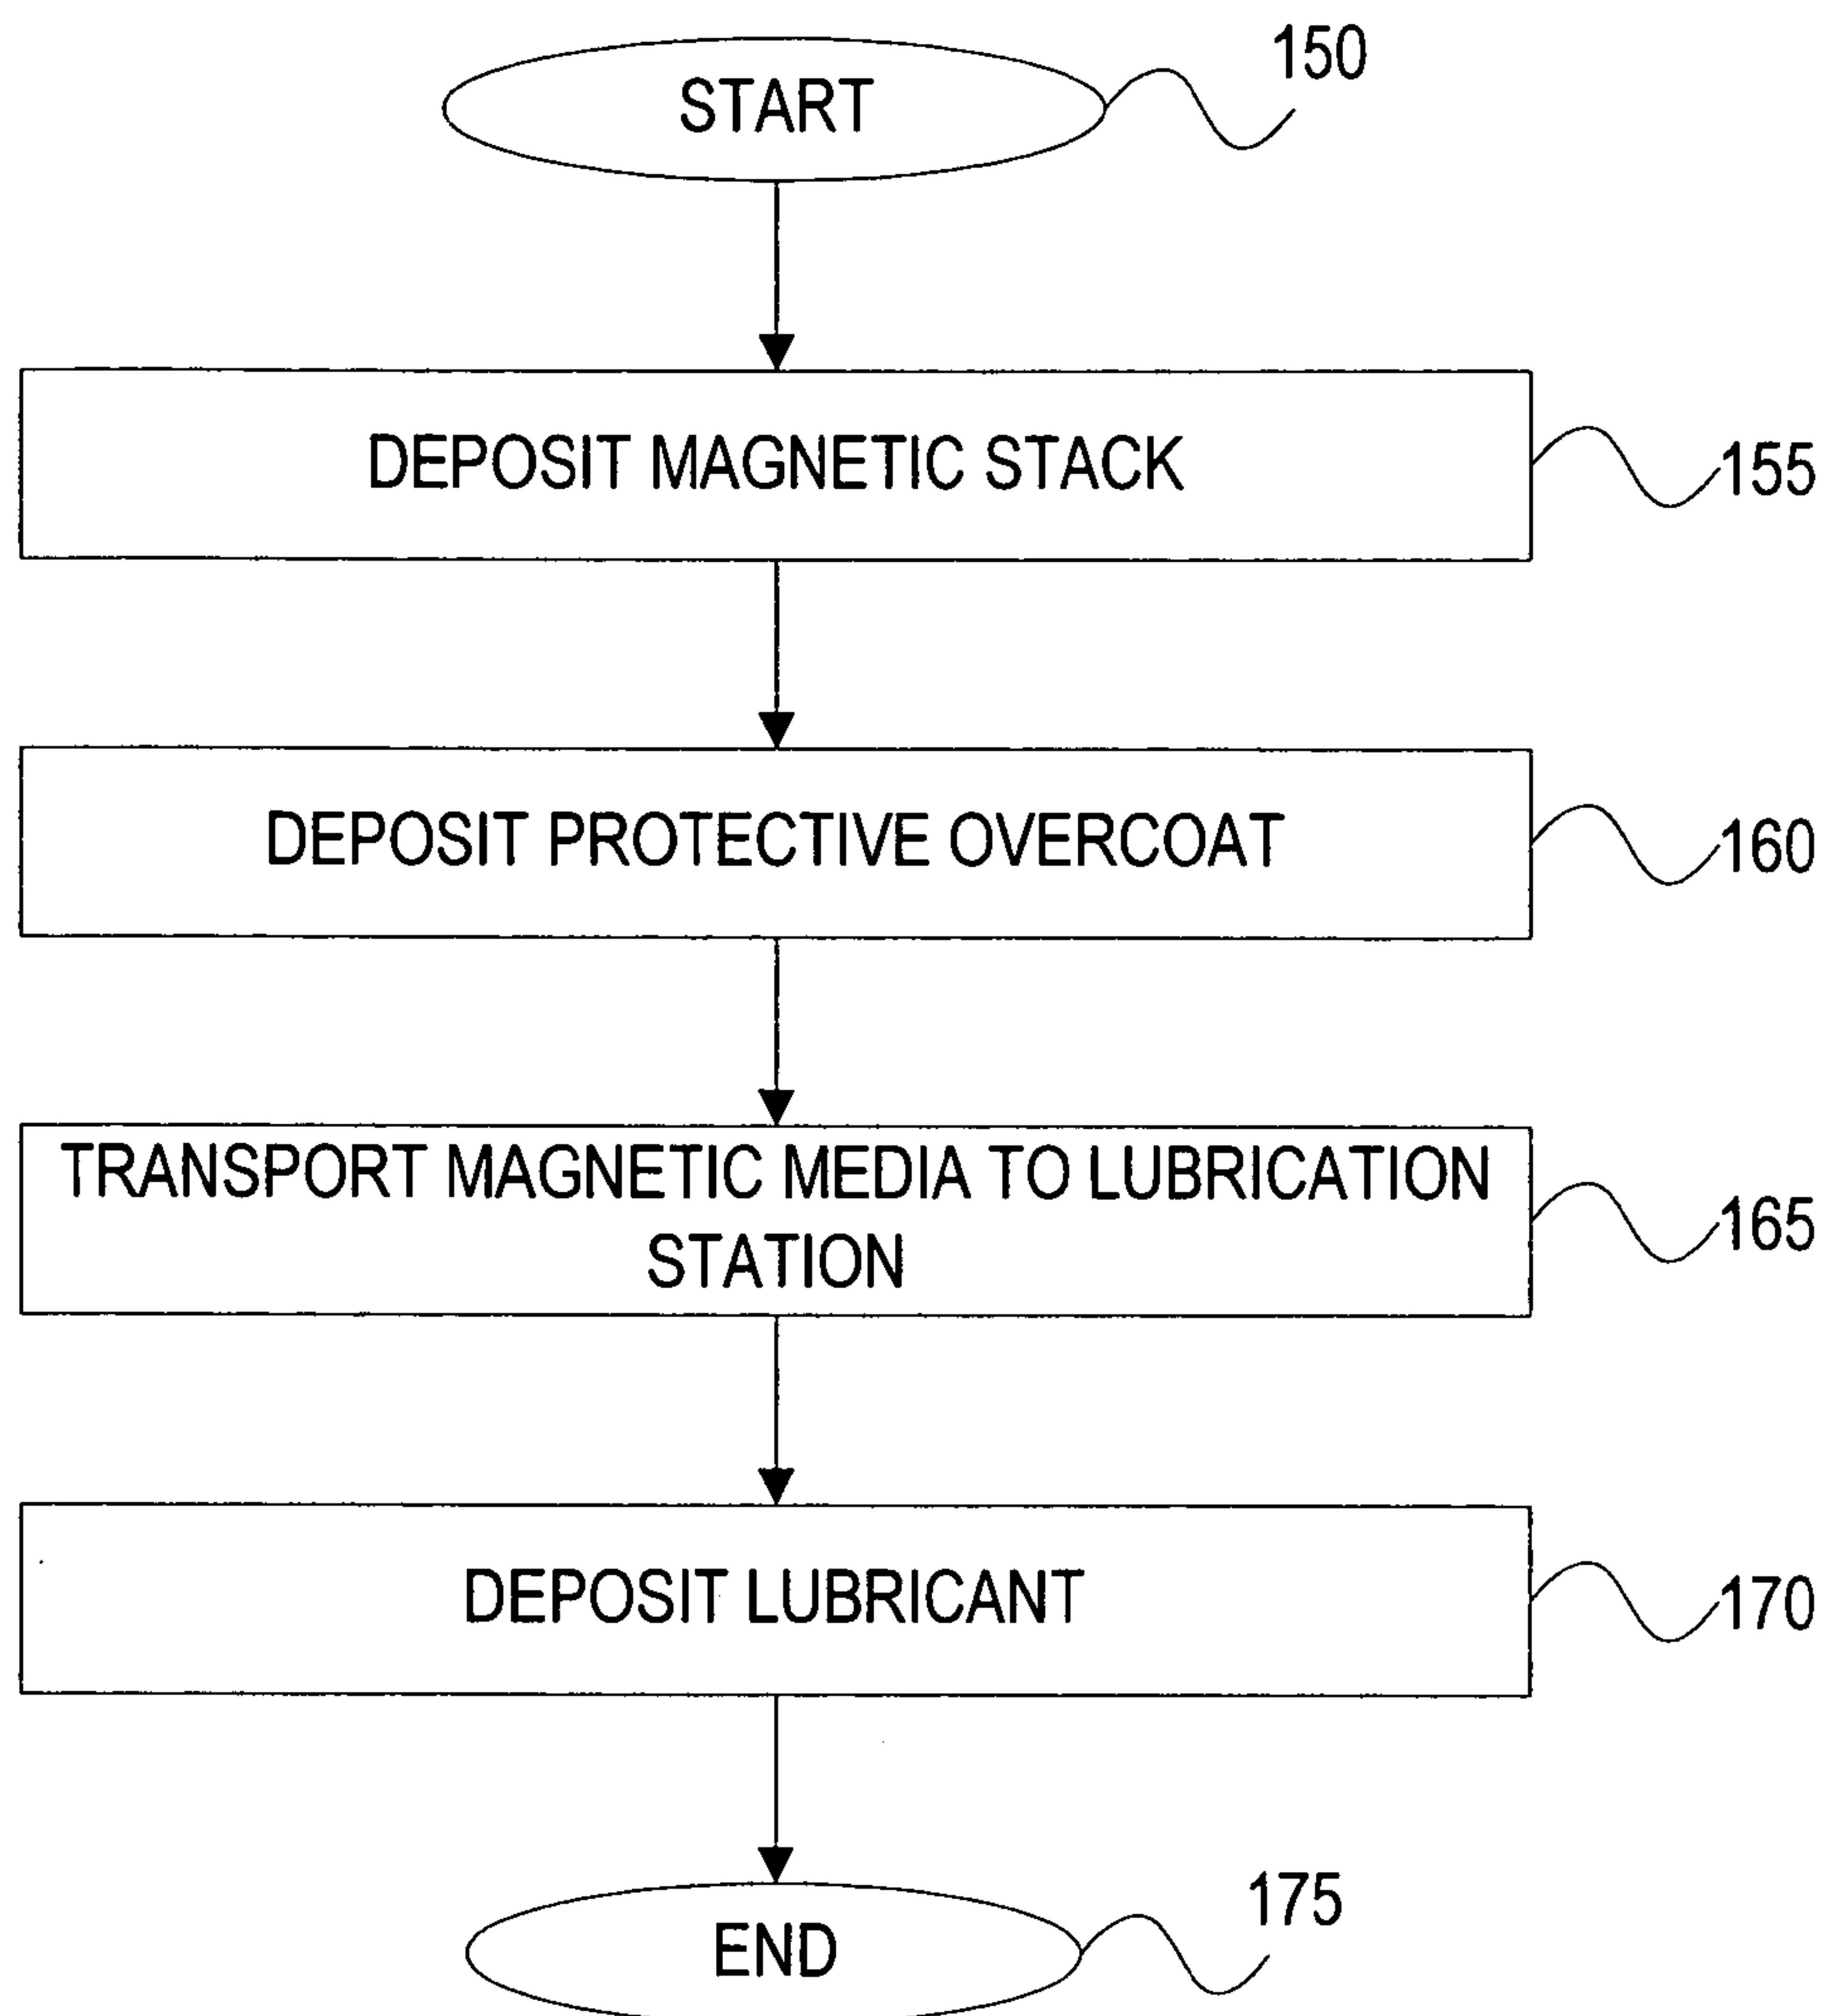 START
150
DEPOSIT MAGNETIC STACK
155
DEPOSIT PROTECTIVE OVERCOAT
160
TRANSPORT MAGNETIC MEDIA TO LUBRICATION
STATION
165
DEPOSIT LUBRICANT
170
END
175